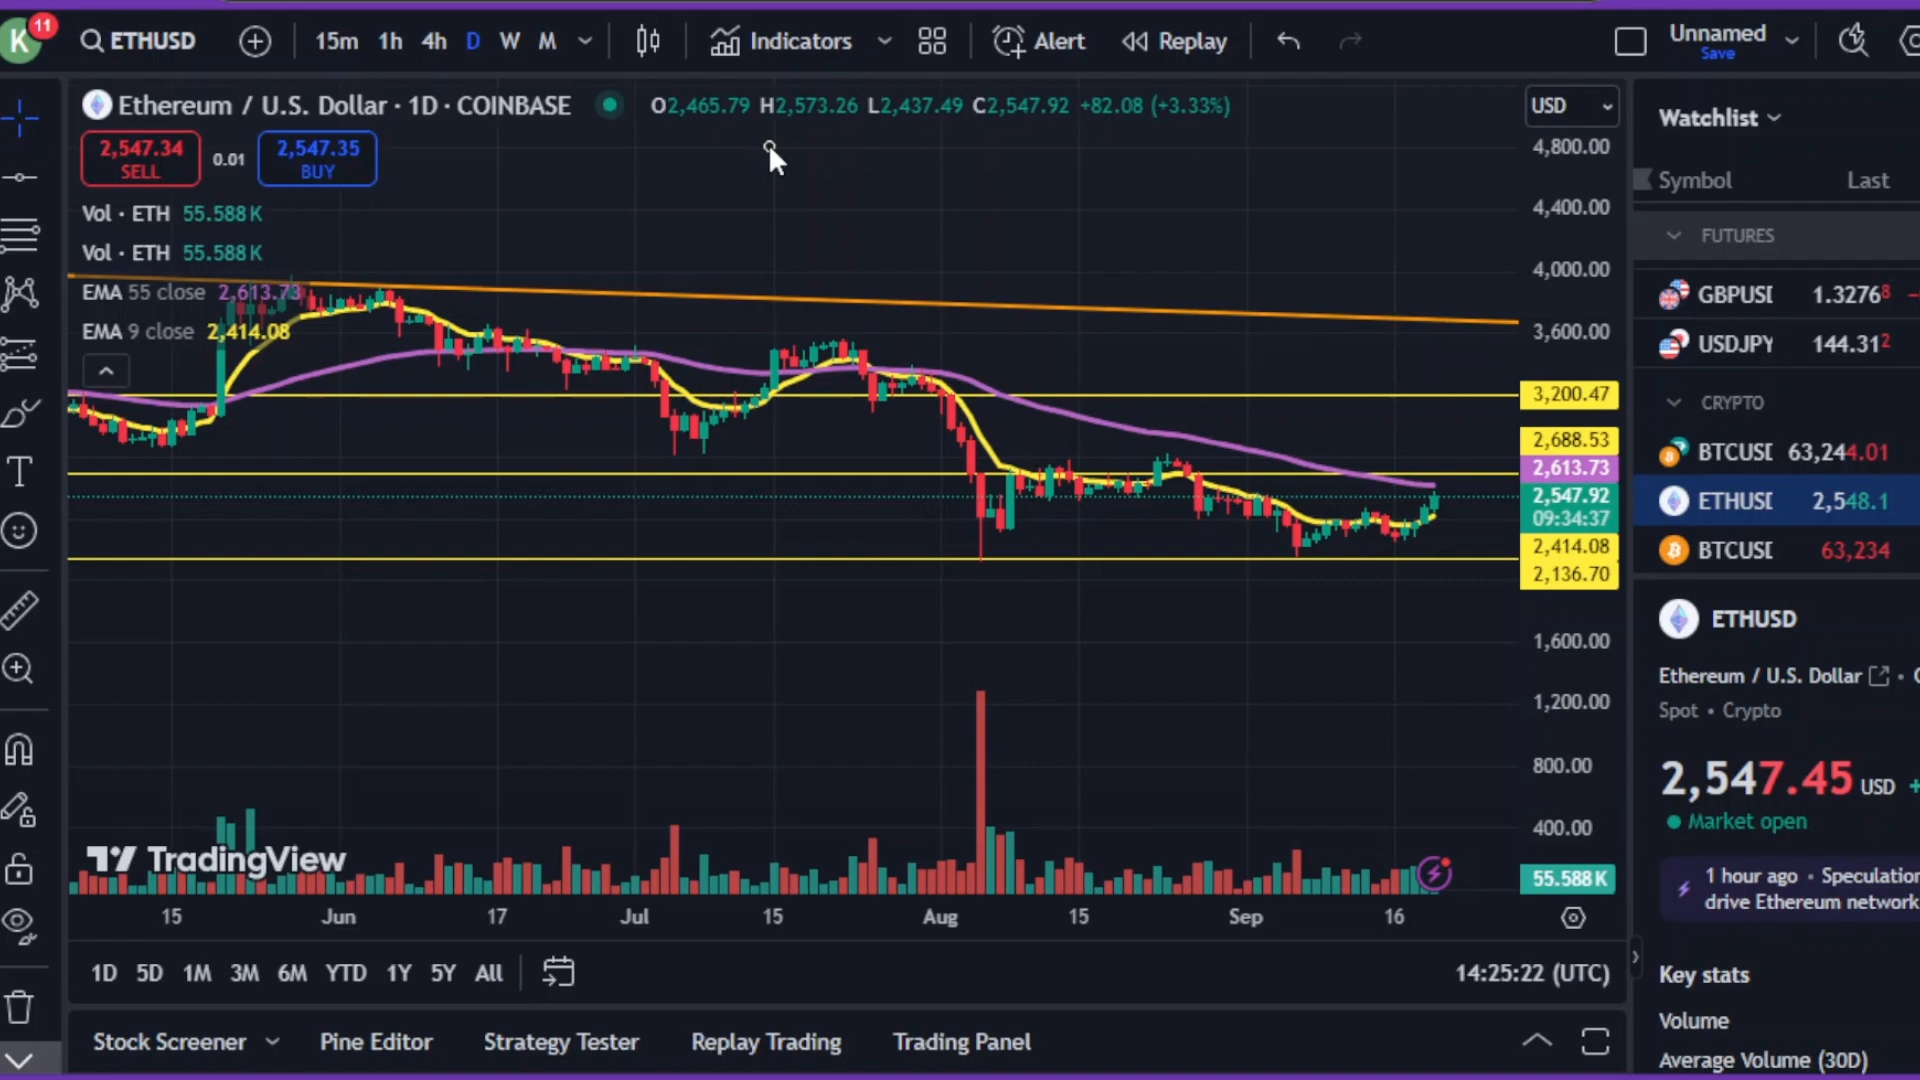 K 11 ETHUSD 15m 1h 4h D W M Indicators Alert Replay Unnamed
Save
Ethereum / U.S. Dollar · 1D · COINBASE O2,465.79 H2,573.26 L2,437.49 C2,547.92 +82.08 (+3.33%)
2,547.34
SELL
0.01
2,547.35
BUY
Vol · ETH 55.588K
Vol · ETH 55.588K
EMA 55 close 2,613.73
EMA 9 close 2,414.08
USD
4,800.00
4,400.00
4,000.00
3,600.00
3,200.47
2,688.53
2,613.73
2,547.92
09:34:37
2,414.08
2,136.70
1,600.00
1,200.00
800.00
400.00
55.588K
TradingView
15 Jun 17 Jul 15 Aug 15 Sep 16
1D 5D 1M 3M 6M YTD 1Y 5Y All
14:25:22 (UTC)
Stock Screener Pine Editor Strategy Tester Replay Trading Trading Panel
Watchlist
Symbol Last
FUTURES
GBPUSD 1.32768
USDJPY 144.312
CRYPTO
BTCUSD 63,244.01
ETHUSD 2,548.1
BTCUSD 63,234
ETHUSD
Ethereum / U.S. Dollar
Spot • Crypto
2,547.45 USD +
Market open
1 hour ago • Speculation
drive Ethereum network
Key stats
Volume
Average Volume (30D)